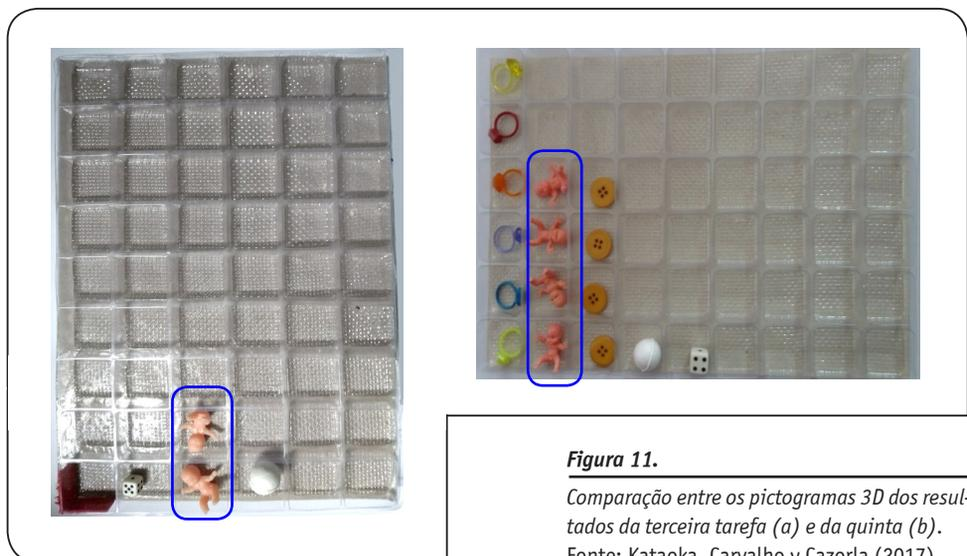 Figura 11.
Comparação entre os pictogramas 3D dos resul-
tados da terceira tarefa (a) e da quinta (b).
Fonte: Kataoka, Carvalho y Cazorla (2017)